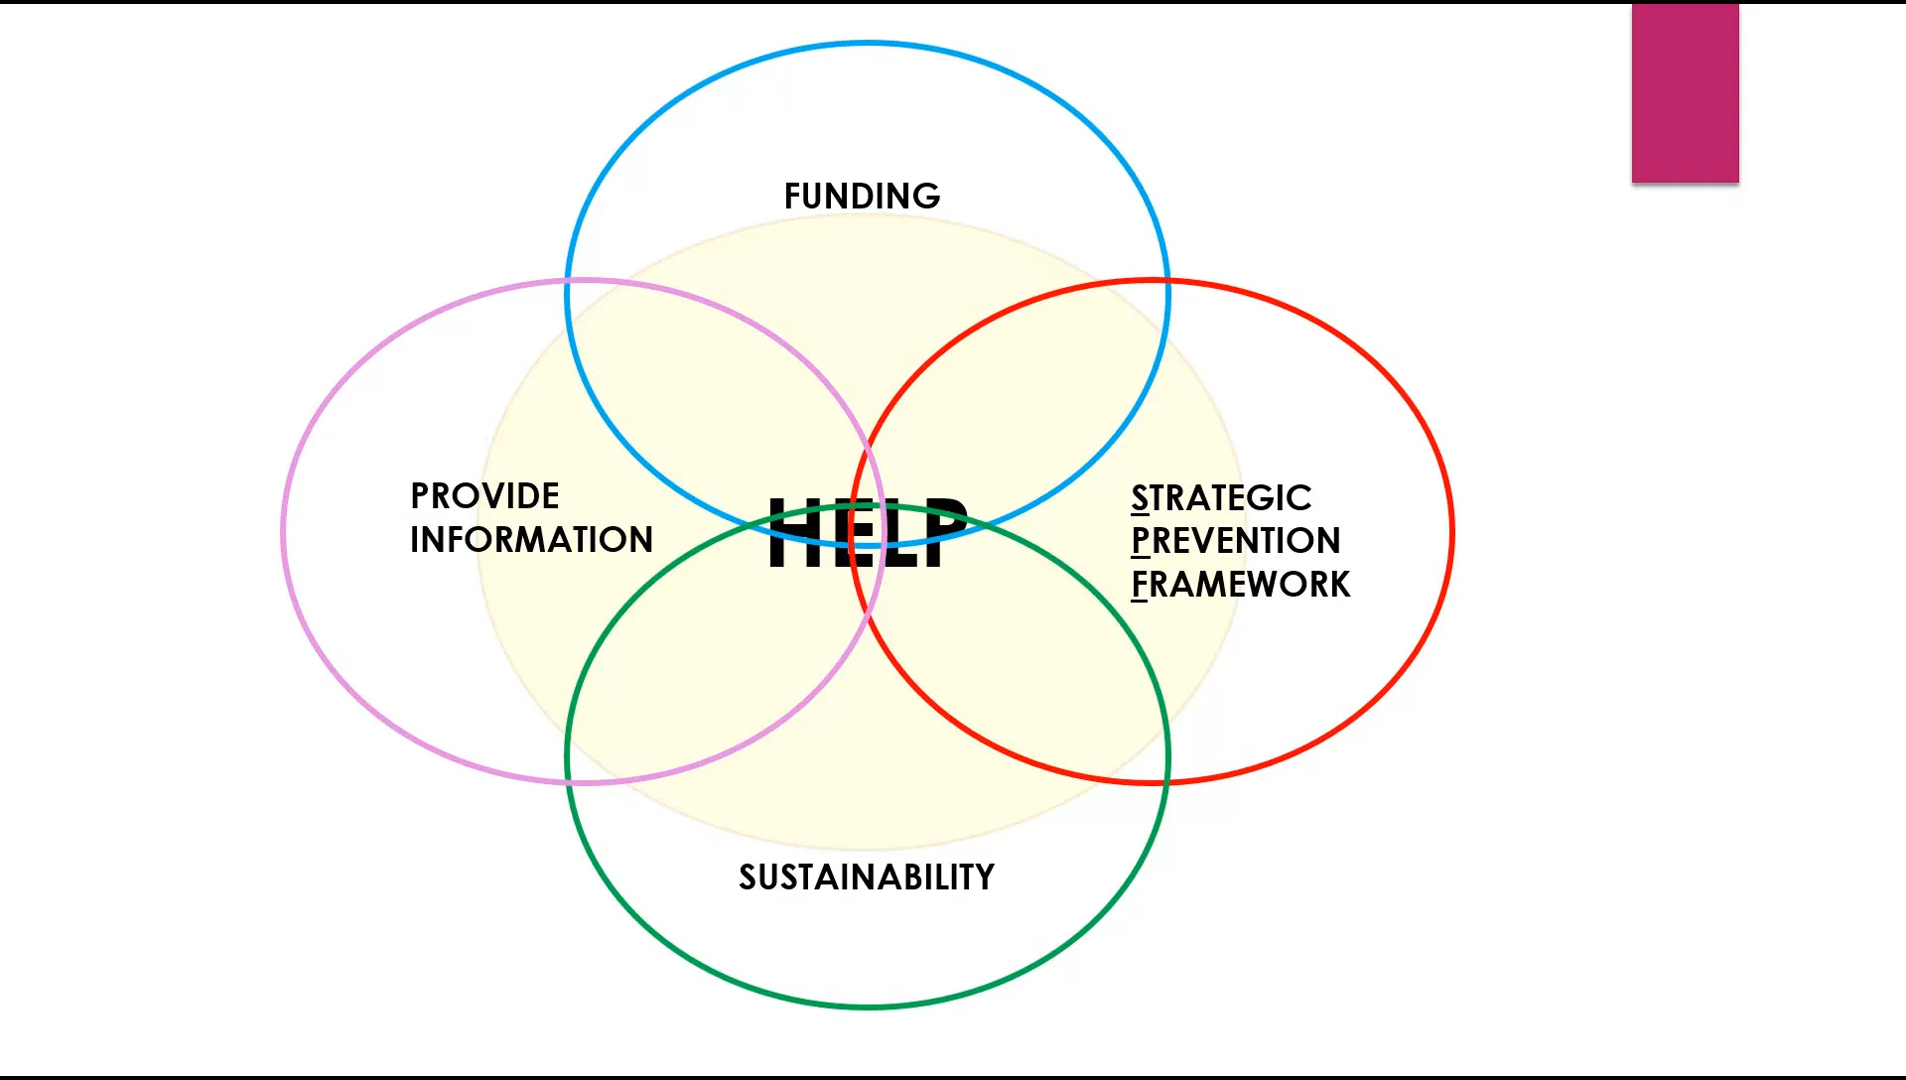 FUNDING
PROVIDE
INFORMATION
HELP
STRATEGIC
PREVENTION
FRAMEWORK
SUSTAINABILITY